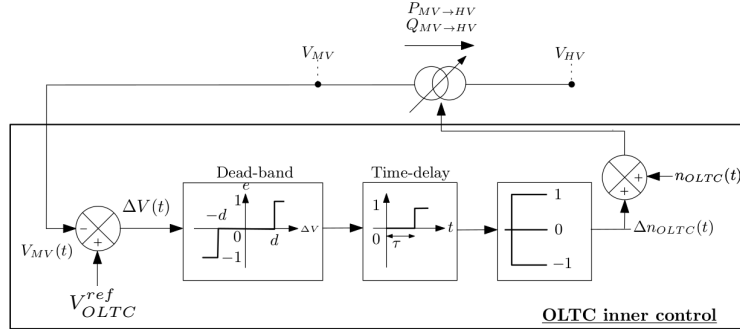 P_{MV→HV}
Q_{MV→HV}
V_{MV}
V_{HV}
Dead-band
Time-delay
e
1
-d
0
d
ΔV
-1
1
0
τ
t
1
0
-1
ΔV(t)
-
+
V_{MV}(t)
V_{OLTC}^{ref}
+
+
n_{OLTC}(t)
Δn_{OLTC}(t)
OLTC inner control